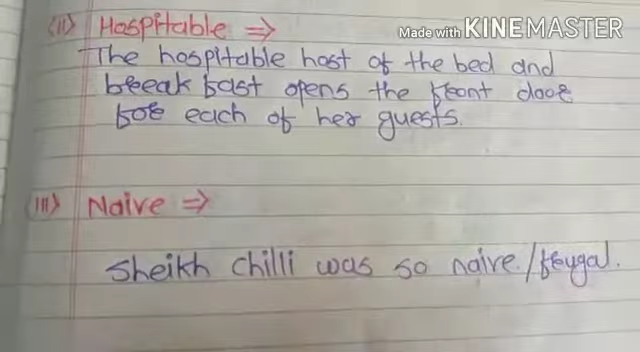 (ii) Hospitable ⇒
Made with KINEMASTER
The hospitable host of the bed and
breakfast opens the front door
for each of her guests.
(iii) Naive ⇒
Sheikh Chilli was so naive./frugal.